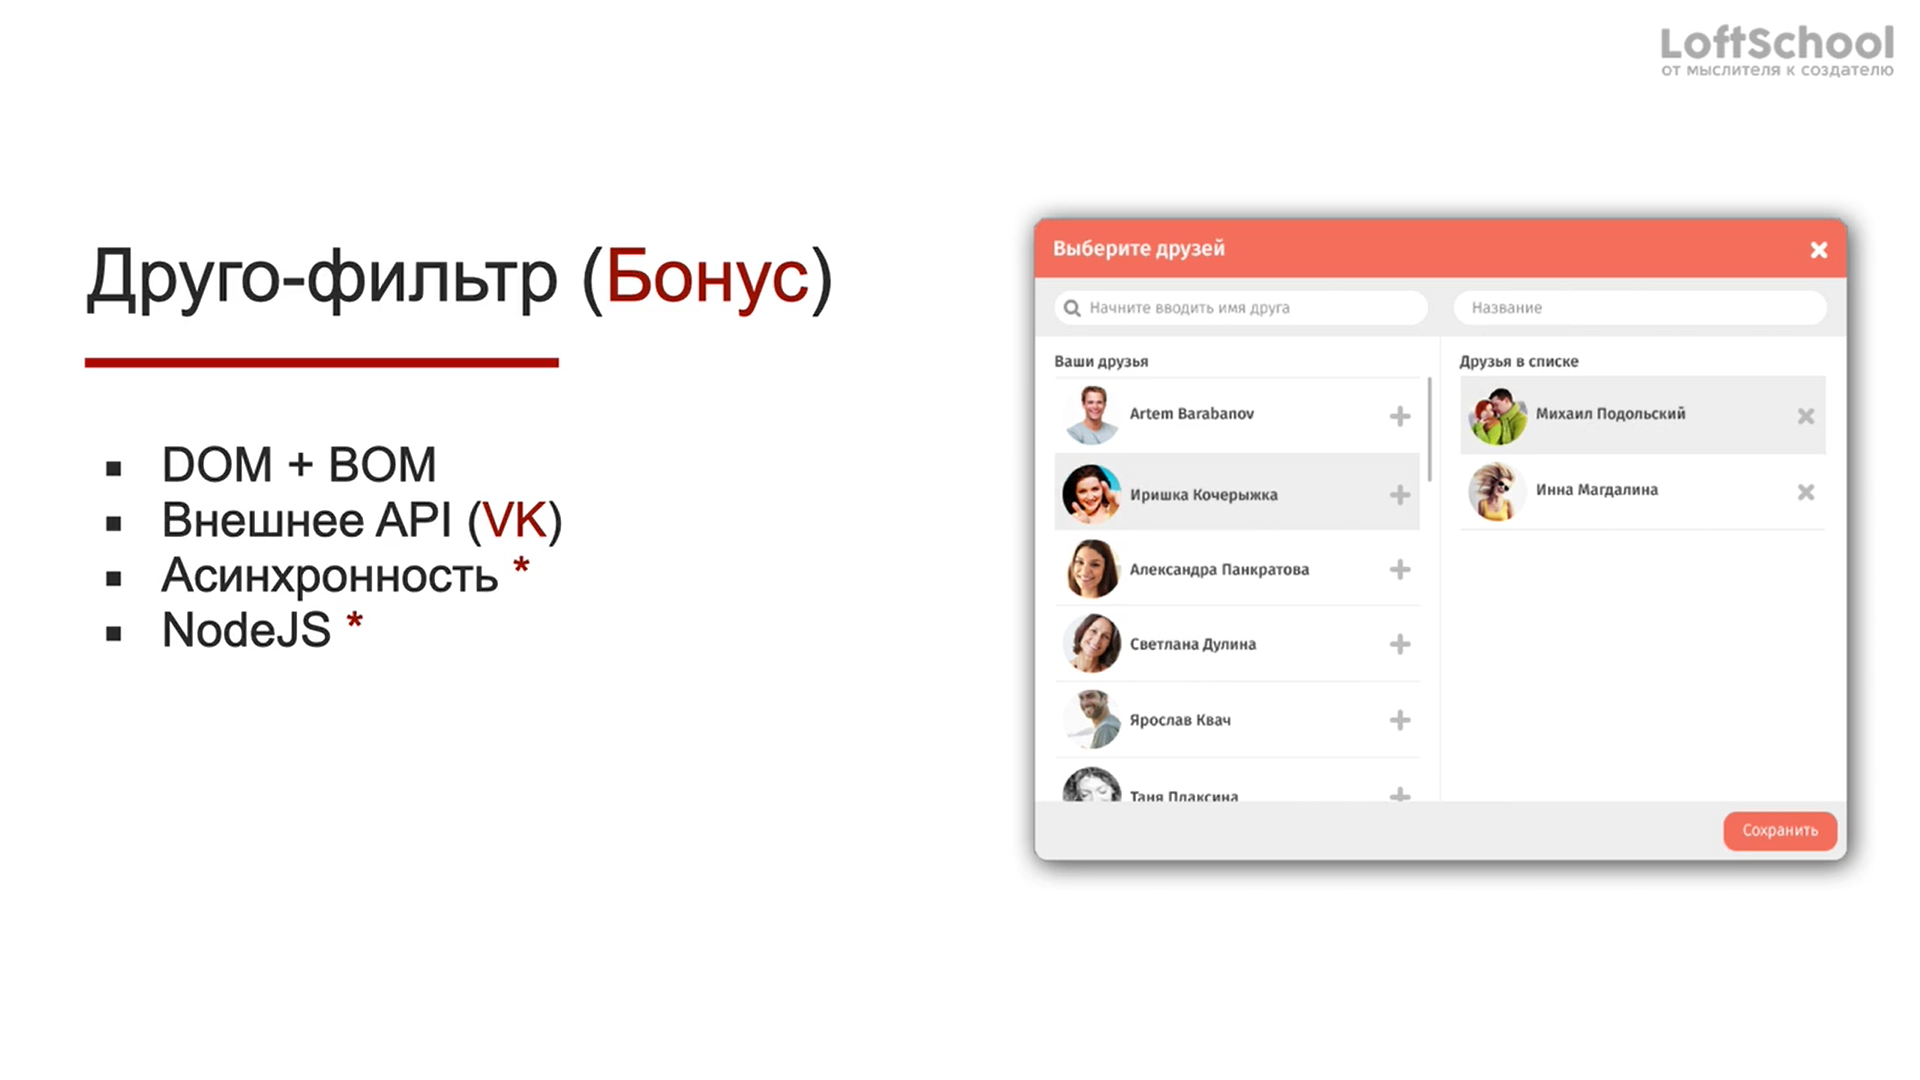 LoftSchool
от мыслителя к создателю
Друго-фильтр (Бонус)
▪ DOM + BOM
▪ Внешнее API (VK)
▪ Асинхронность *
▪ NodeJS *
Выберите друзей
Начните вводить имя друга
Название
Ваши друзья
Artem Barabanov
Иришка Кочерыжка
Александра Панкратова
Светлана Дулина
Ярослав Квач
Таня Плаксина
Друзья в списке
Михаил Подольский
Инна Магдалина
Сохранить